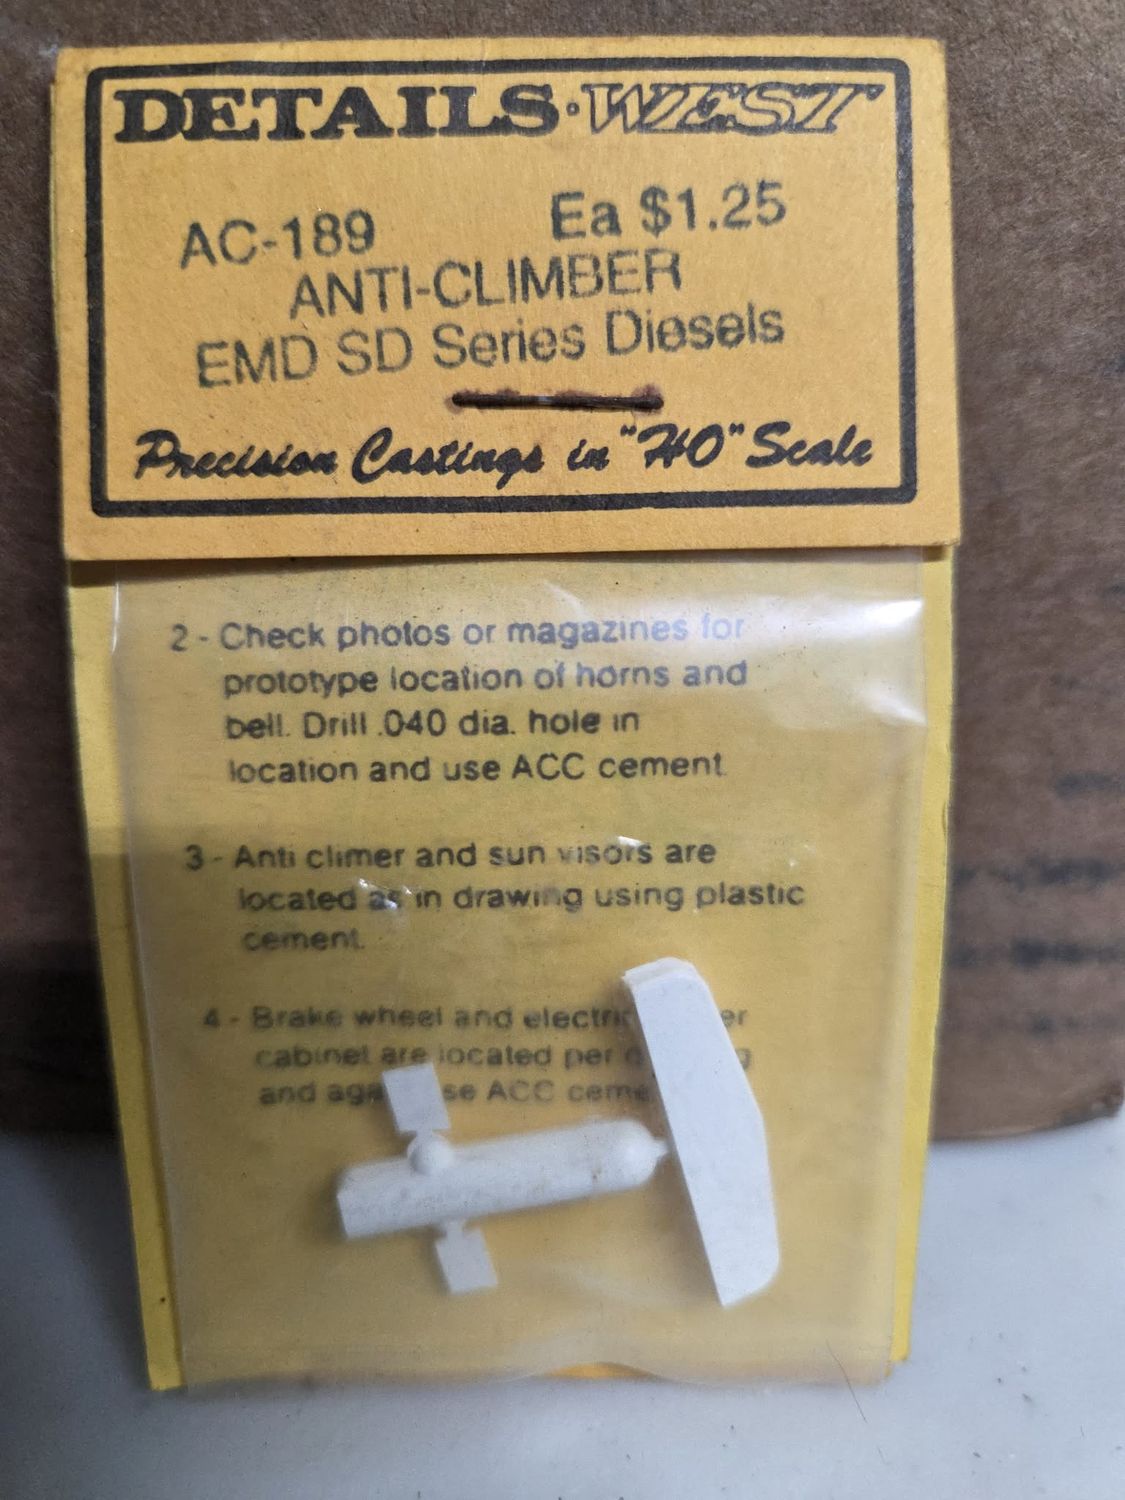 DETAILS·WEST
AC-189 Ea $1.25
ANTI-CLIMBER
EMD SD Series Diesels
Precision Castings in "HO" Scale
2 - Check photos or magazines for
prototype location of horns and
bell. Drill .040 dia. hole in
location and use ACC cement.
3 - Anti climer and sun visors are
located as in drawing using plastic
cement.
4 - Brake wheel and
cabinet are located per
and ACC